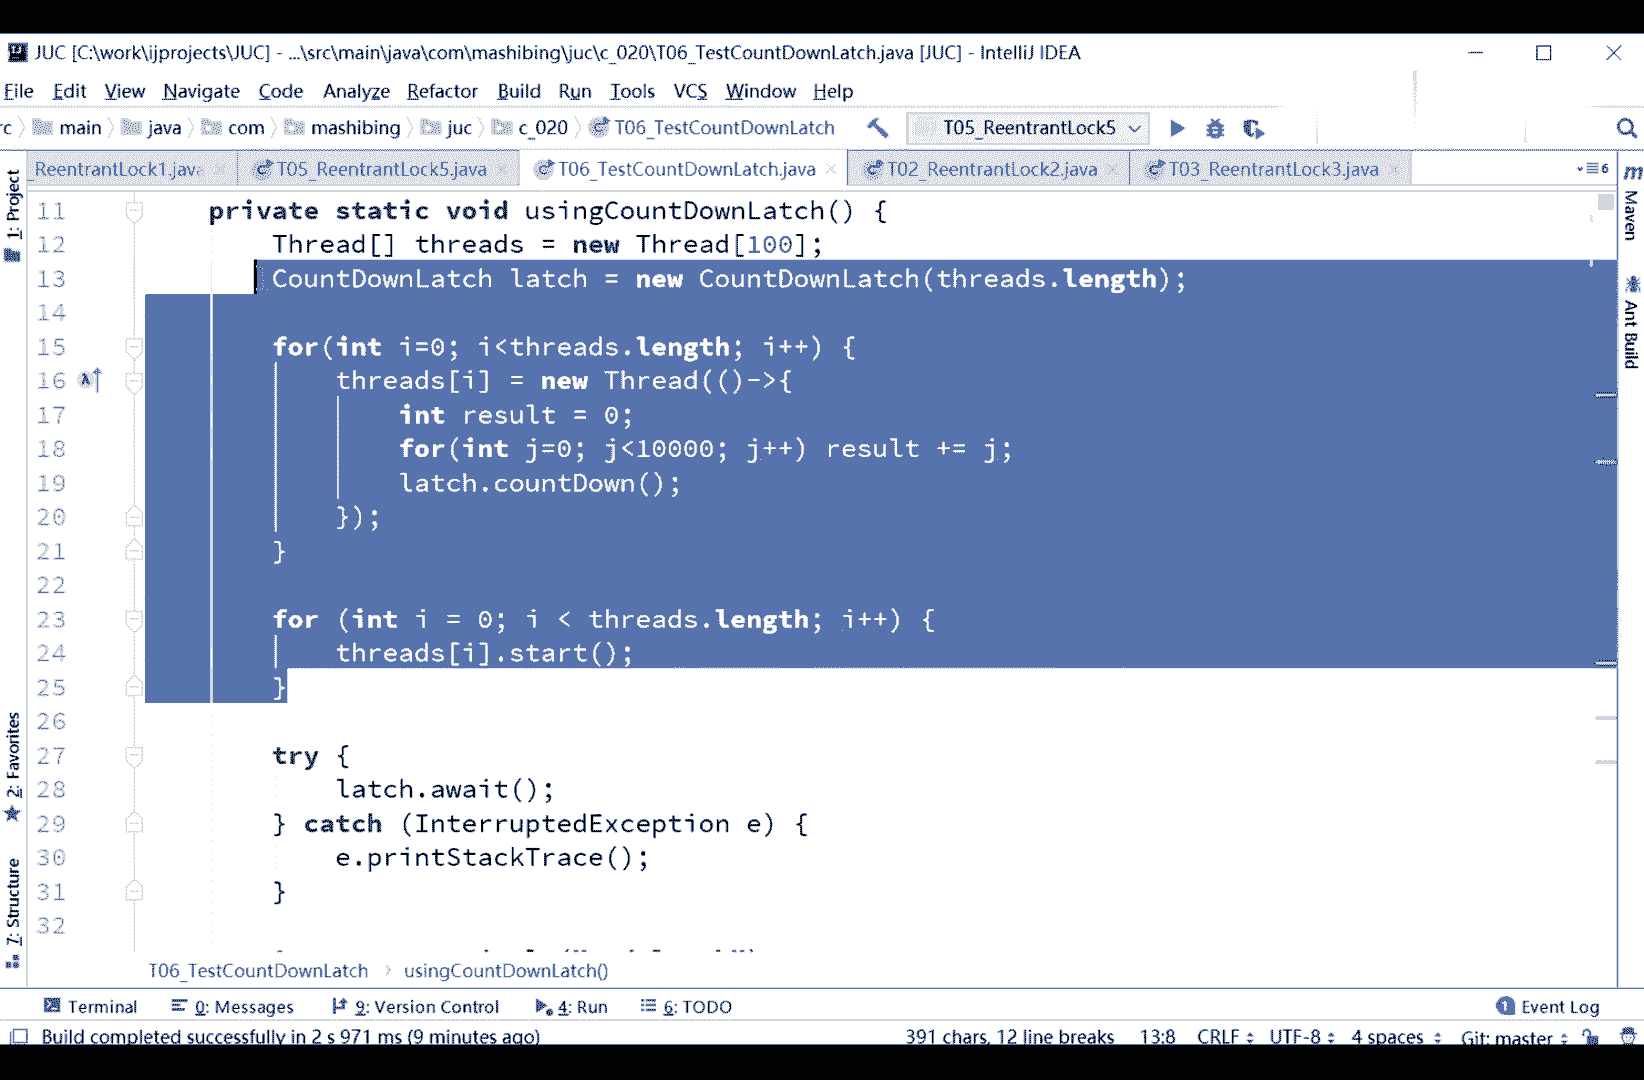 JUC [C:\work\ijprojects\JUC] - ...\src\main\java\com\mashibing\juc\c_020\T06_TestCountDownLatch.java [JUC] - IntelliJ IDEA
File Edit View Navigate Code Analyze Refactor Build Run Tools VCS Window Help
rc main java com mashibing juc c_020 T06_TestCountDownLatch T05_ReentrantLock5
ReentrantLock1.java T05_ReentrantLock5.java T06_TestCountDownLatch.java T02_ReentrantLock2.java T03_ReentrantLock3.java 6
1: Project
2: Favorites
7: Structure
Maven
Ant Build
11 private static void usingCountDownLatch() {
12 Thread[] threads = new Thread[100];
13 CountDownLatch latch = new CountDownLatch(threads.length);
14
15 for(int i=0; i<threads.length; i++) {
16 threads[i] = new Thread(()->{
17 int result = 0;
18 for(int j=0; j<10000; j++) result += j;
19 latch.countDown();
20 });
21 }
22
23 for (int i = 0; i < threads.length; i++) {
24 threads[i].start();
25 }
26
27 try {
28 latch.await();
29 } catch (InterruptedException e) {
30 e.printStackTrace();
31 }
32
T06_TestCountDownLatch › usingCountDownLatch()
Terminal 0: Messages 9: Version Control 4: Run 6: TODO 1 Event Log
Build completed successfully in 2 s 971 ms (9 minutes ago) 391 chars, 12 line breaks 13:8 CRLF UTF-8 4 spaces Git: master